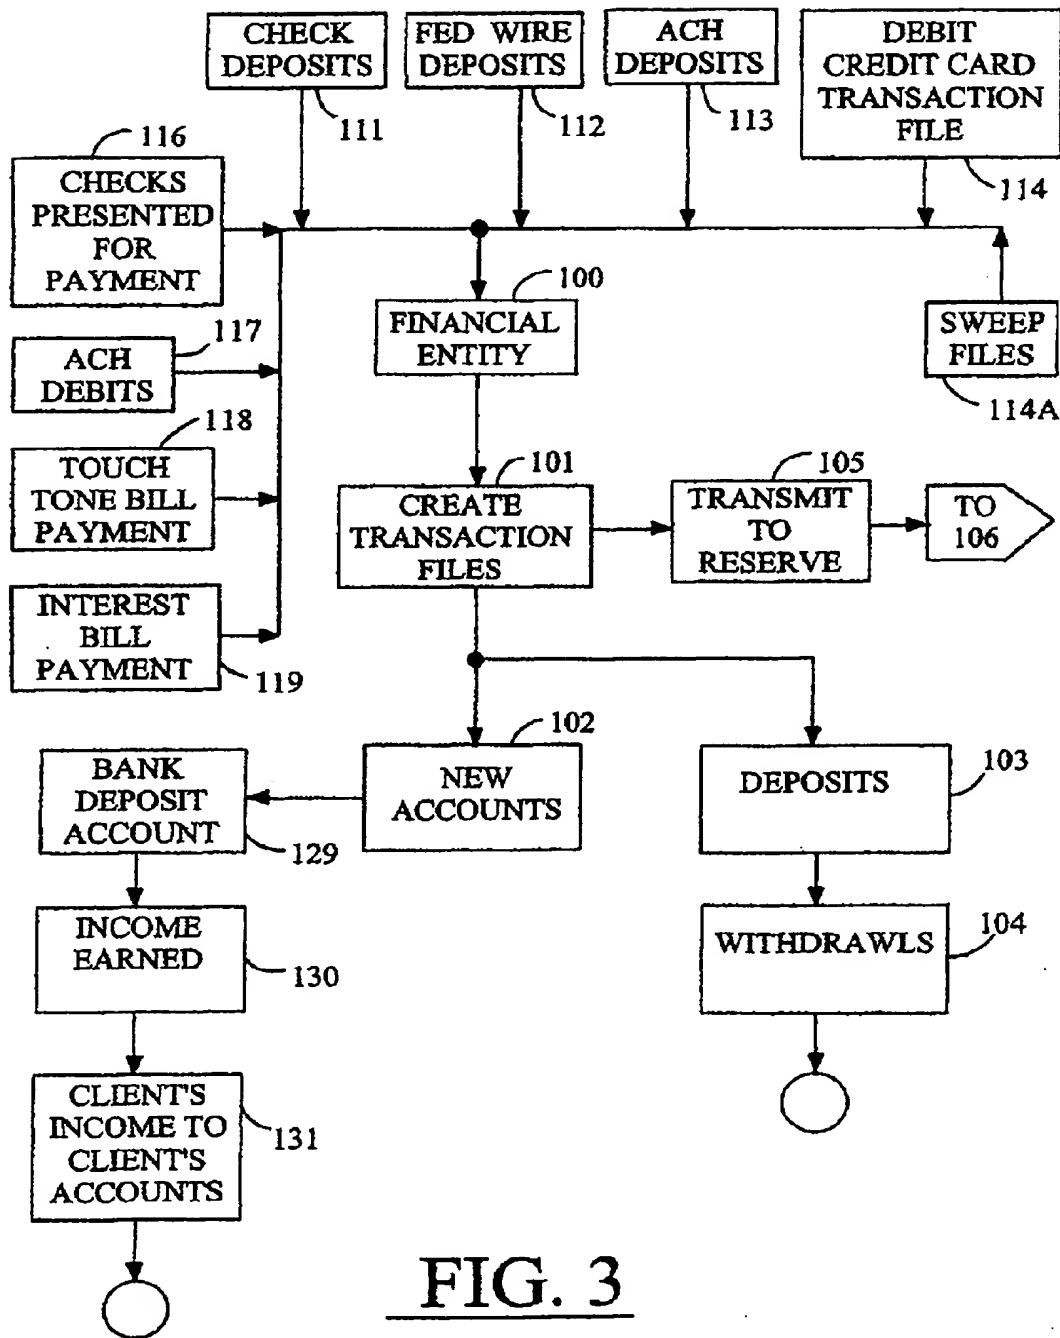 CHECK
DEPOSITS
111
FED WIRE
DEPOSITS
112
ACH
DEPOSITS
113
DEBIT
CREDIT CARD
TRANSACTION
FILE
114
116
CHECKS
PRESENTED
FOR
PAYMENT
100
FINANCIAL
ENTITY
SWEEP
FILES
114A
117
ACH
DEBITS
118
TOUCH
TONE BILL
PAYMENT
101
CREATE
TRANSACTION
FILES
105
TRANSMIT
TO
RESERVE
TO
106
INTEREST
BILL
PAYMENT
119
102
NEW
ACCOUNTS
103
DEPOSITS
BANK
DEPOSIT
ACCOUNT
129
INCOME
EARNED
130
104
WITHDRAWLS
CLIENT'S
INCOME TO
CLIENT'S
ACCOUNTS
131
FIG. 3